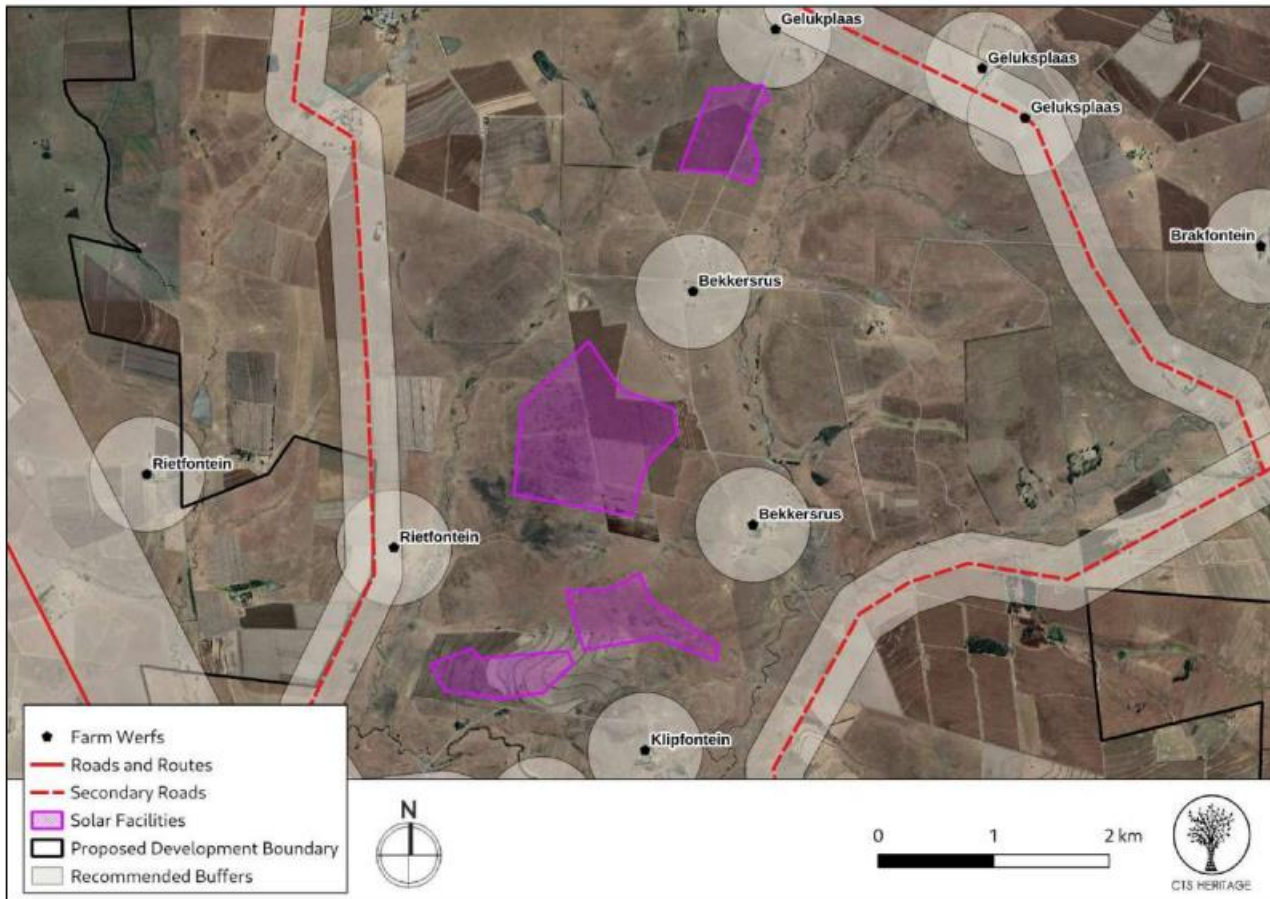 Gelukplaas
Geluksplaas
Geluksplaas
Brakfontein
Bekkersrus
Rietfontein
Bekkersrus
Rietfontein
Klipfontein
Farm Werfs
Roads and Routes
Secondary Roads
Solar Facilities
Proposed Development Boundary
Recommended Buffers
N
0 1 2 km
CTS HERITAGE